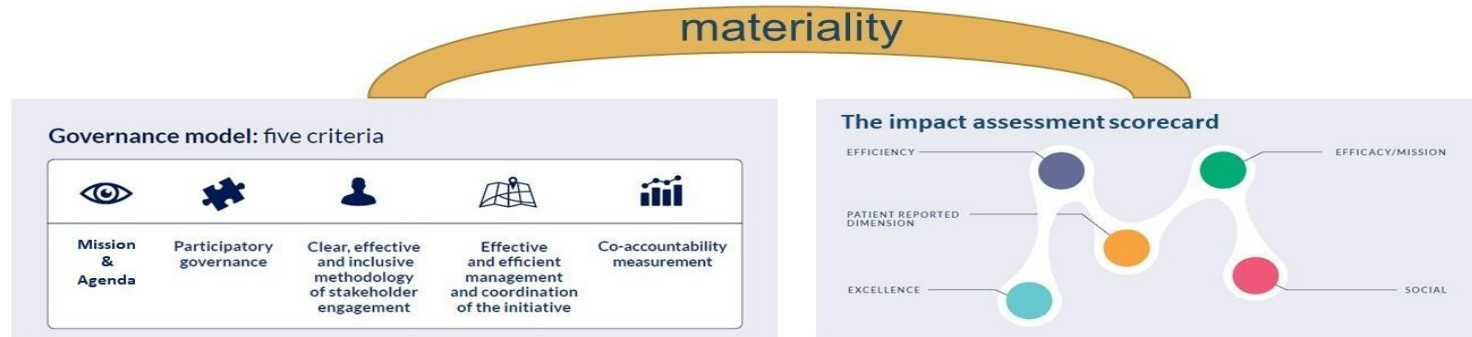 materiality
Governance model: five criteria
Mission
&
Agenda
Participatory
governance
Clear, effective
and inclusive
methodology
of stakeholder
engagement
Effective
and efficient
management
and coordination
of the initiative
Co-accountability
measurement
The impact assessment scorecard
EFFICIENCY
EFFICACY/MISSION
PATIENT REPORTED
DIMENSION
EXCELLENCE
SOCIAL